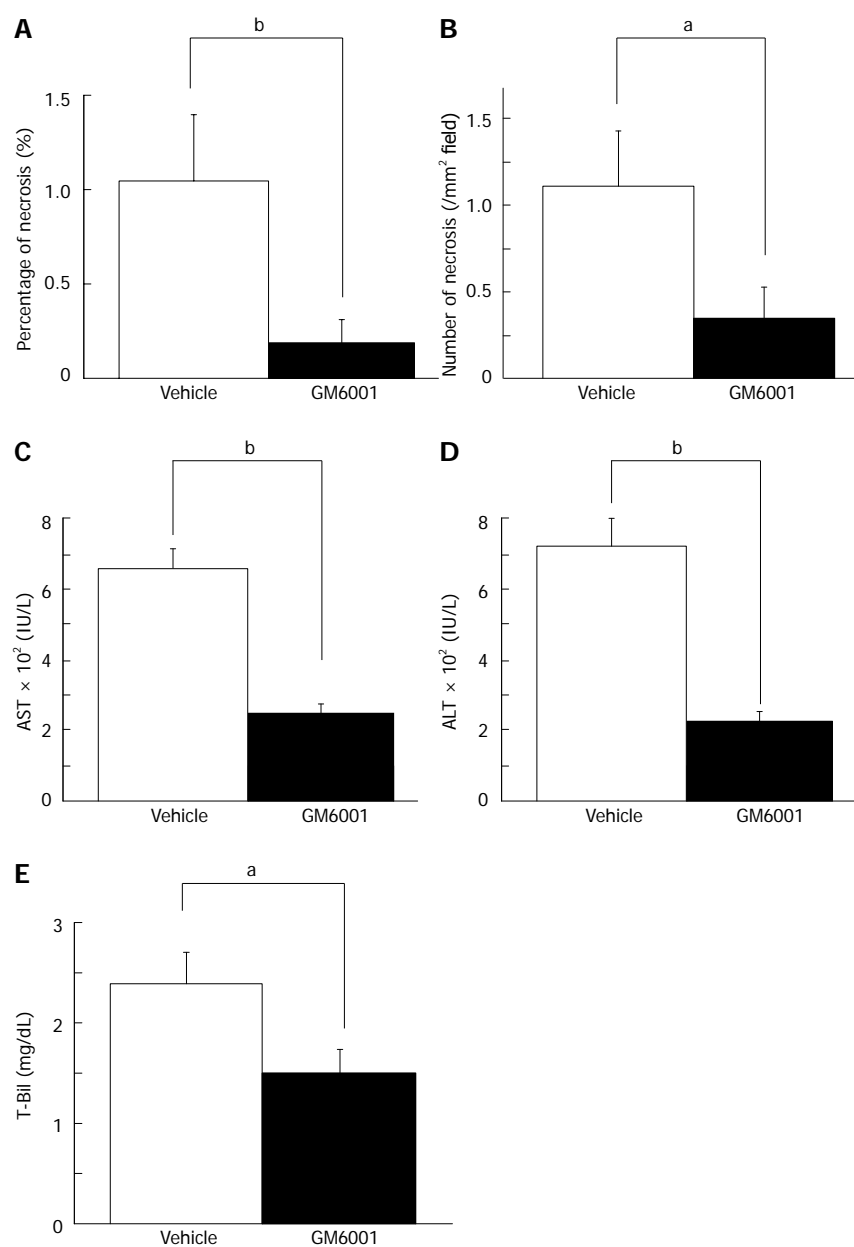 A
b
Percentage of necrosis (%)
1.5
1.0
0.5
0
Vehicle GM6001
B
a
Number of necrosis (/mm² field)
1.5
1.0
0.5
0
Vehicle GM6001
C
b
AST × 10² (IU/L)
8
6
4
2
0
Vehicle GM6001
D
b
ALT × 10² (IU/L)
8
6
4
2
0
Vehicle GM6001
E
a
T-Bil (mg/dL)
3
2
1
0
Vehicle GM6001